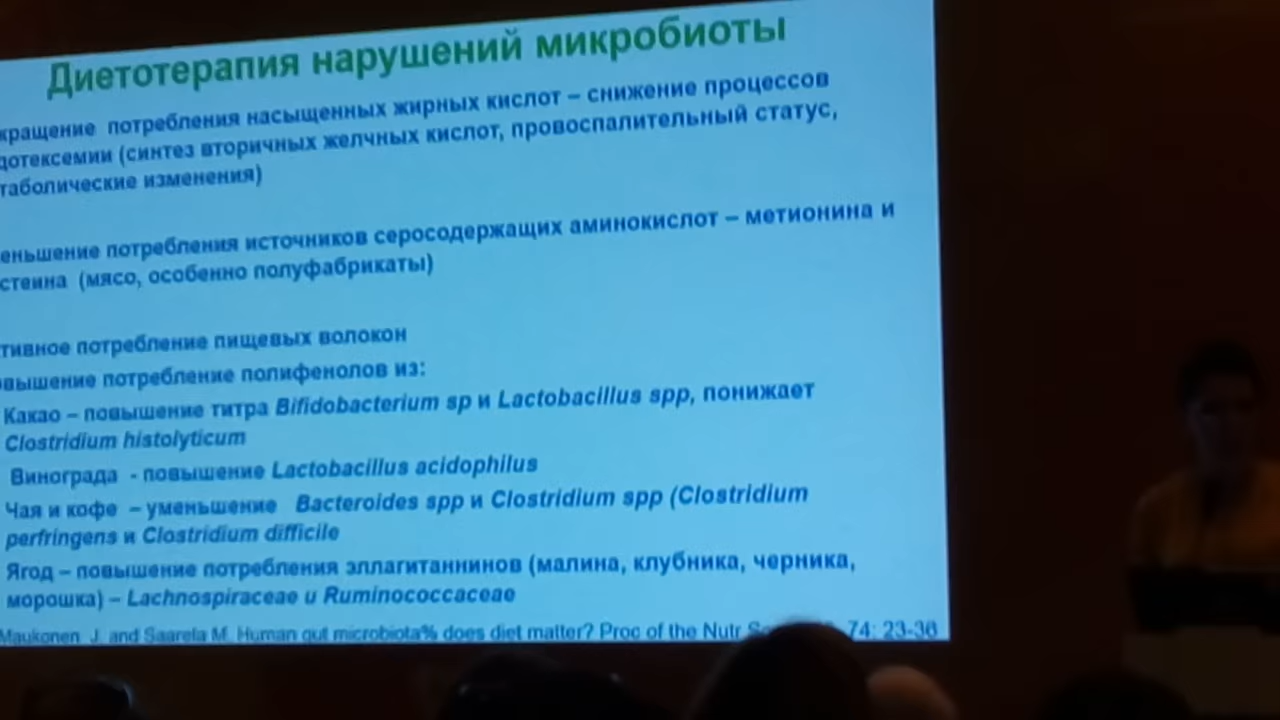 Диетотерапия нарушений микробиоты
кращение потребления насыщенных жирных кислот – снижение процессов
дотексемии (синтез вторичных желчных кислот, провоспалительный статус,
таболические изменения)
еньшение потребления источников серосодержащих аминокислот – метионина и
стеина (мясо, особенно полуфабрикаты)
тивное потребление пищевых волокон
вышение потребление полифенолов из:
Какао – повышение титра Bifidobacterium sp и Lactobacillus spp, понижает
Clostridium histolyticum
Винограда - повышение Lactobacillus acidophilus
Чая и кофе – уменьшение Bacteroides spp и Clostridium spp (Clostridium
perfringens и Clostridium difficile
Ягод – повышение потребления эллагитаннинов (малина, клубника, черника,
морошка) – Lachnospiraceae и Ruminococcaceae
Maukonen J. and Saarela M. Human gut microbiota% does diet matter? Proc of the Nutr 74: 23-36